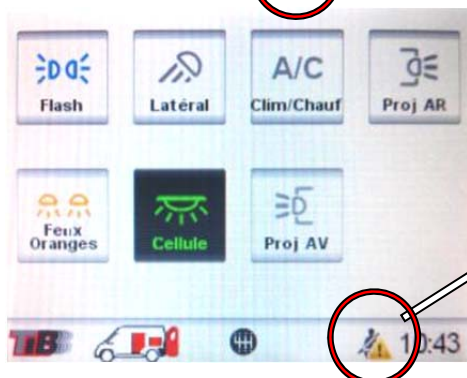 Flash
Latéral
A/C
Clim/Chauf
Proj AR
Feux
Oranges
Cellule
Proj AV
TIB
10:43